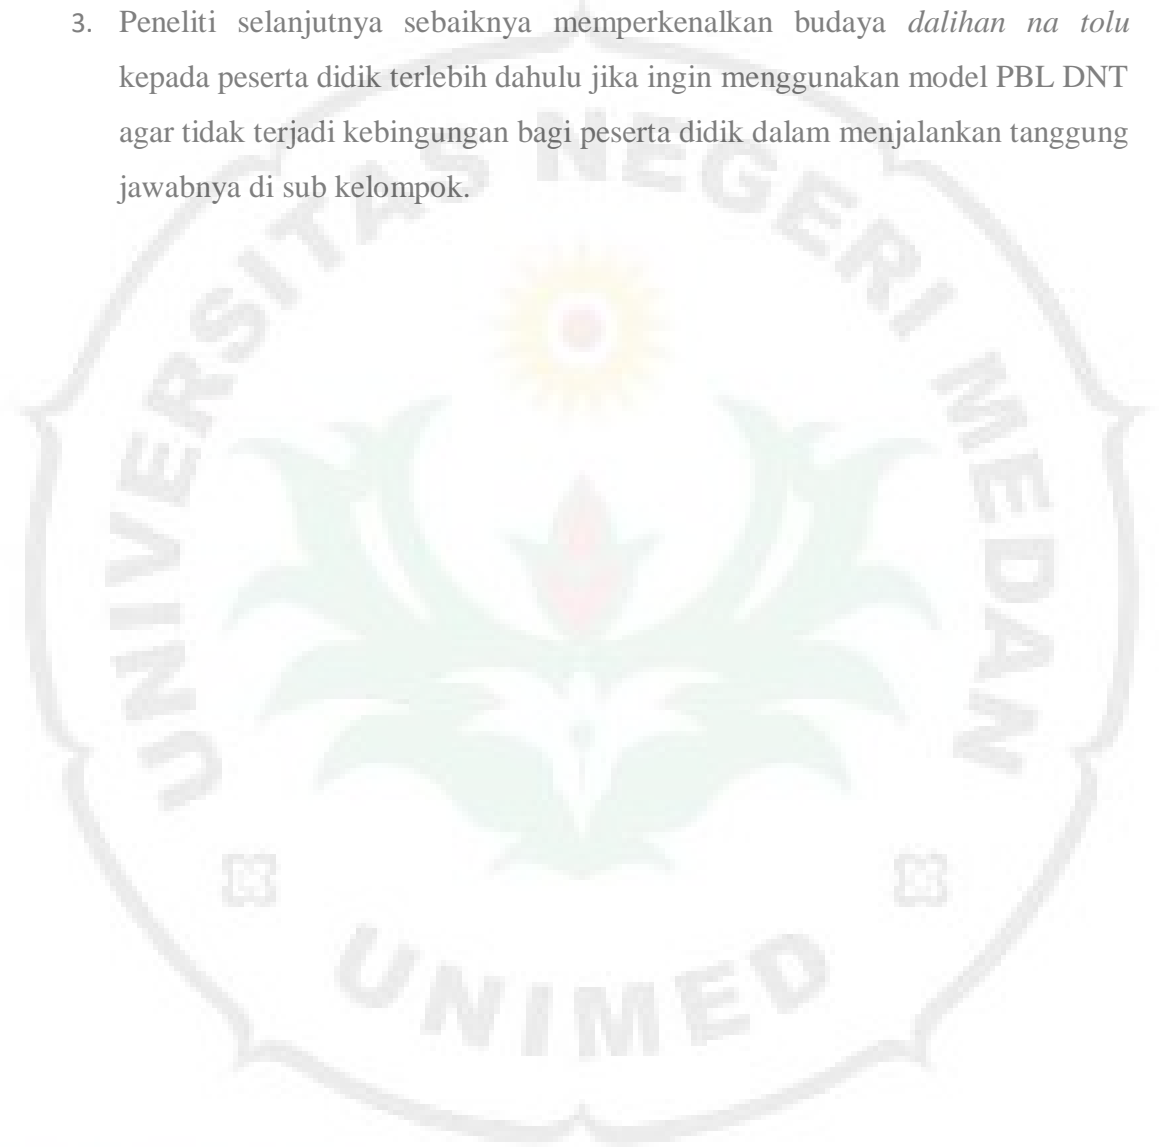 3. Peneliti selanjutnya sebaiknya memperkenalkan budaya dalihan na tolu
kepada peserta didik terlebih dahulu jika ingin menggunakan model PBL DNT
agar tidak terjadi kebingungan bagi peserta didik dalam menjalankan tanggung
jawabnya di sub kelompok.
UNIVERSITAS NEGERI MEDAN
UNIMED